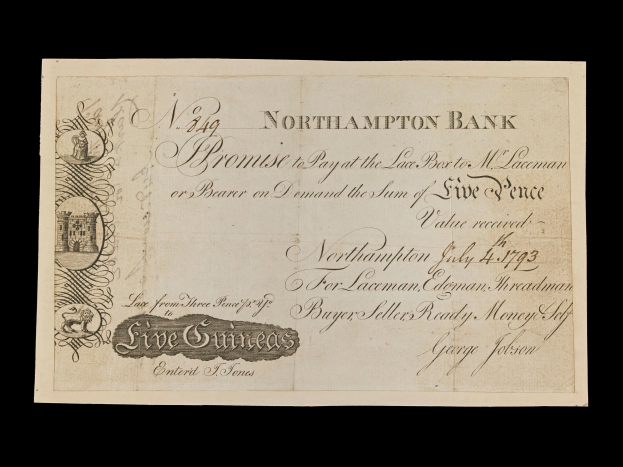 No 849 NORTHAMPTON BANK
I Promise to Pay at the Lace Box to Mr Laceman
or Bearer on Demand the Sum of Five Pence
Value received
Northampton July 4th 1793
For Laceman, Edgman, Threadman
Buyer, Seller, Ready Money & Self
George Jobson
Lace from Three Pence pr Yd
to
Five Guineas
Enterd T. Jones